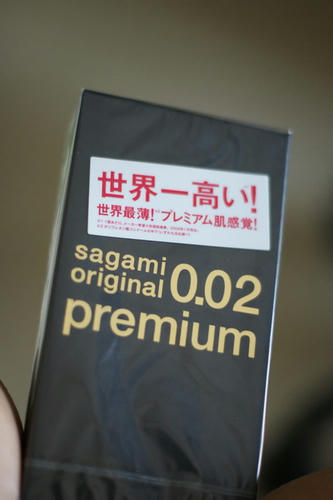 世界一高い!
世界最薄! プレミアム肌感覚!
sagami
original 0.02
premium